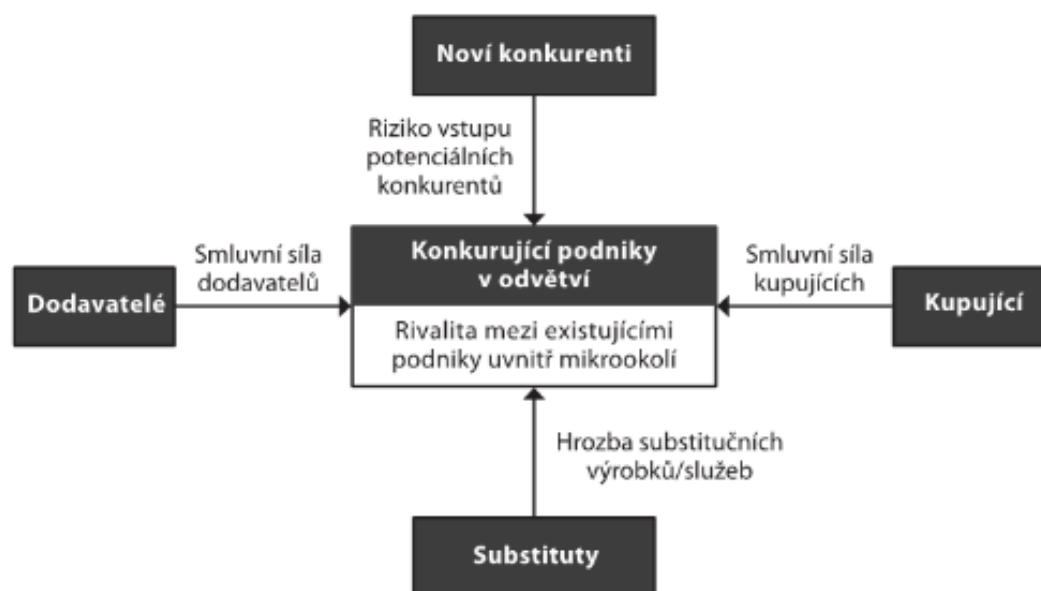 Noví konkurenti
Riziko vstupu
potenciálních
konkurentů
Smluvní síla
dodavatelů
Konkurující podniky
v odvětví
Smluvní síla
kupujících
Dodavatelé
Kupující
Rivalita mezi existujícími
podniky uvnitř mikrookolí
Hrozba substitučních
výrobků/služeb
Substituty